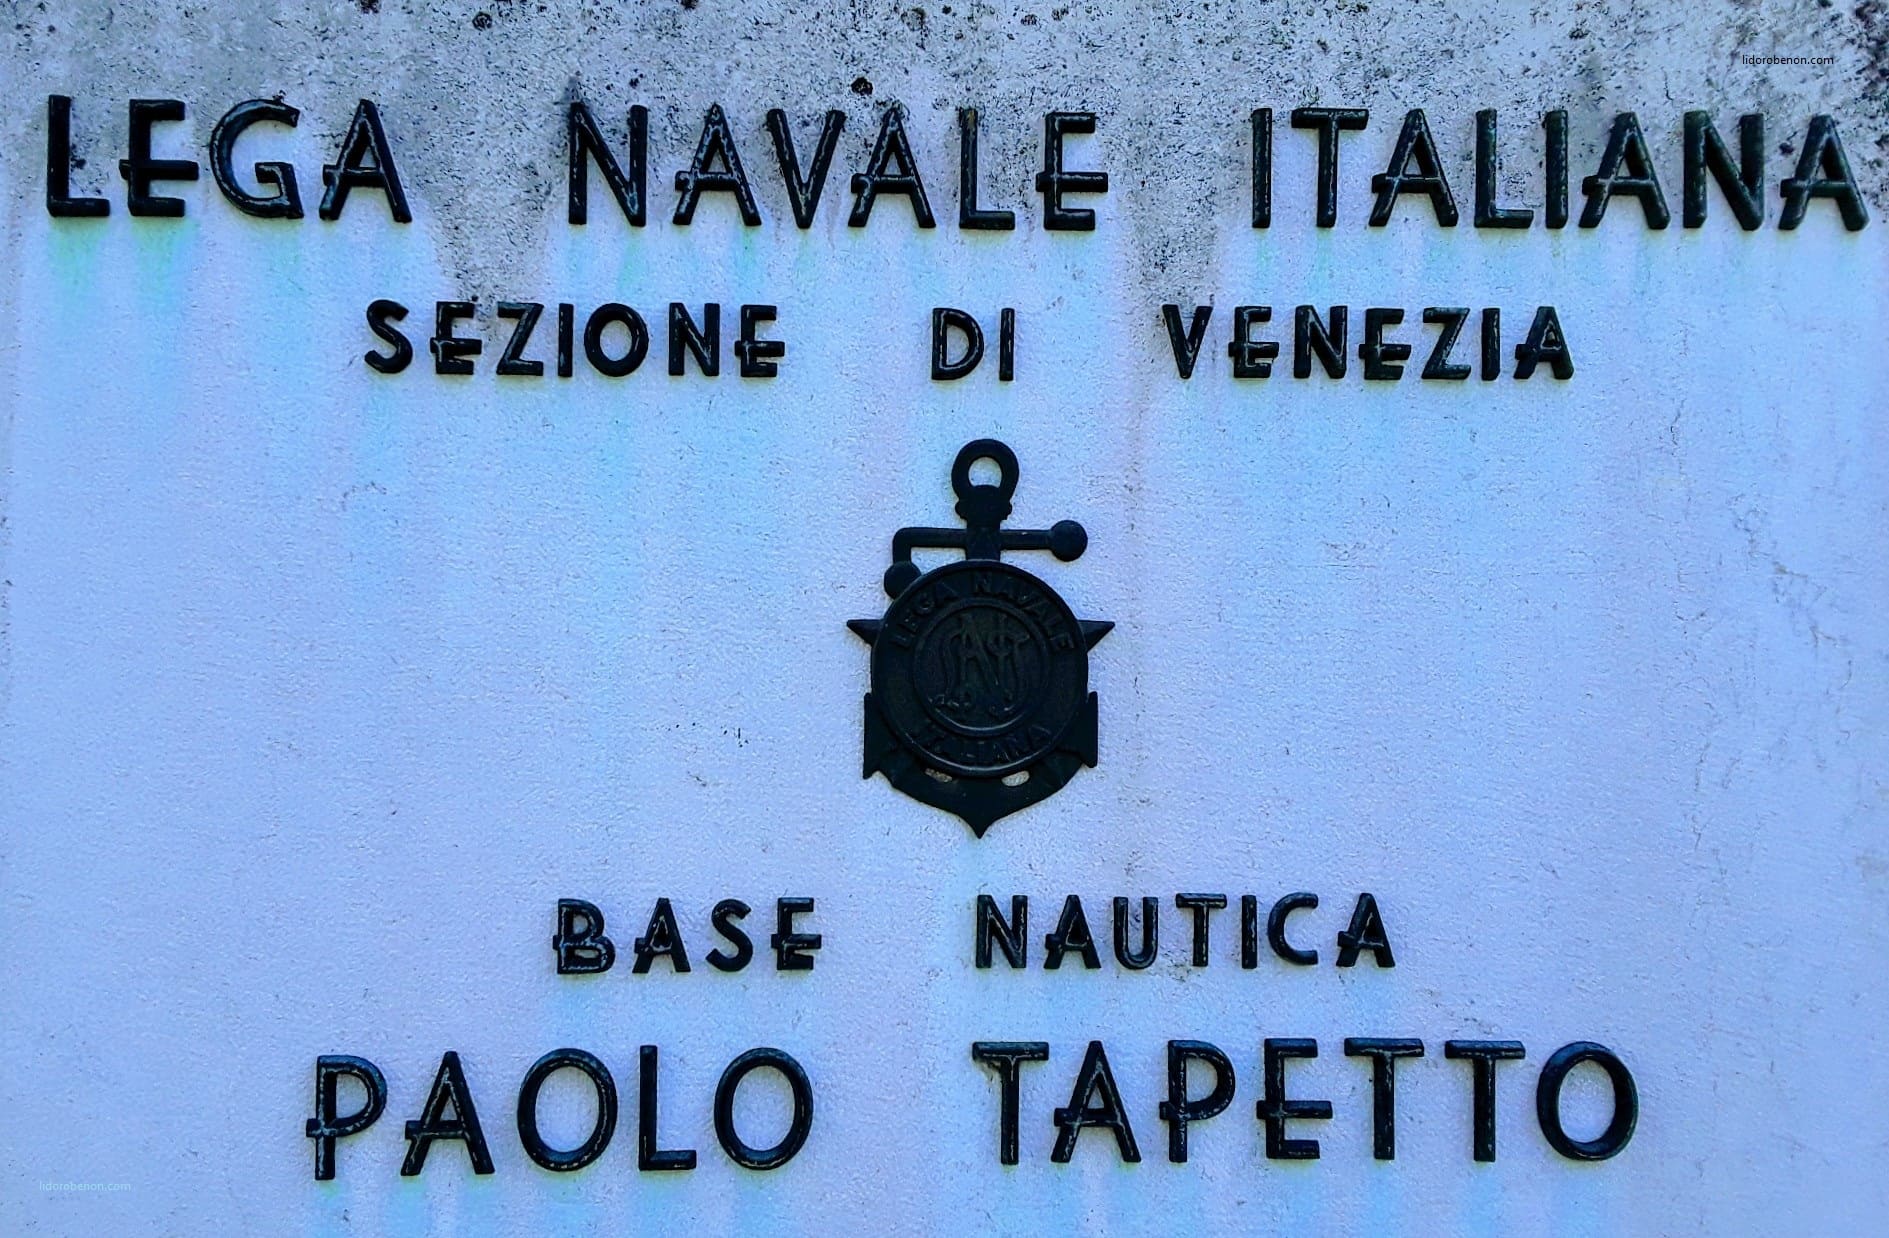 lidorobenon.com
LEGA NAVALE ITALIANA
SEZIONE DI VENEZIA
LEGA NAVALE
ITALIANA
BASE NAUTICA
PAOLO TAPETTO
lidorobenon.com